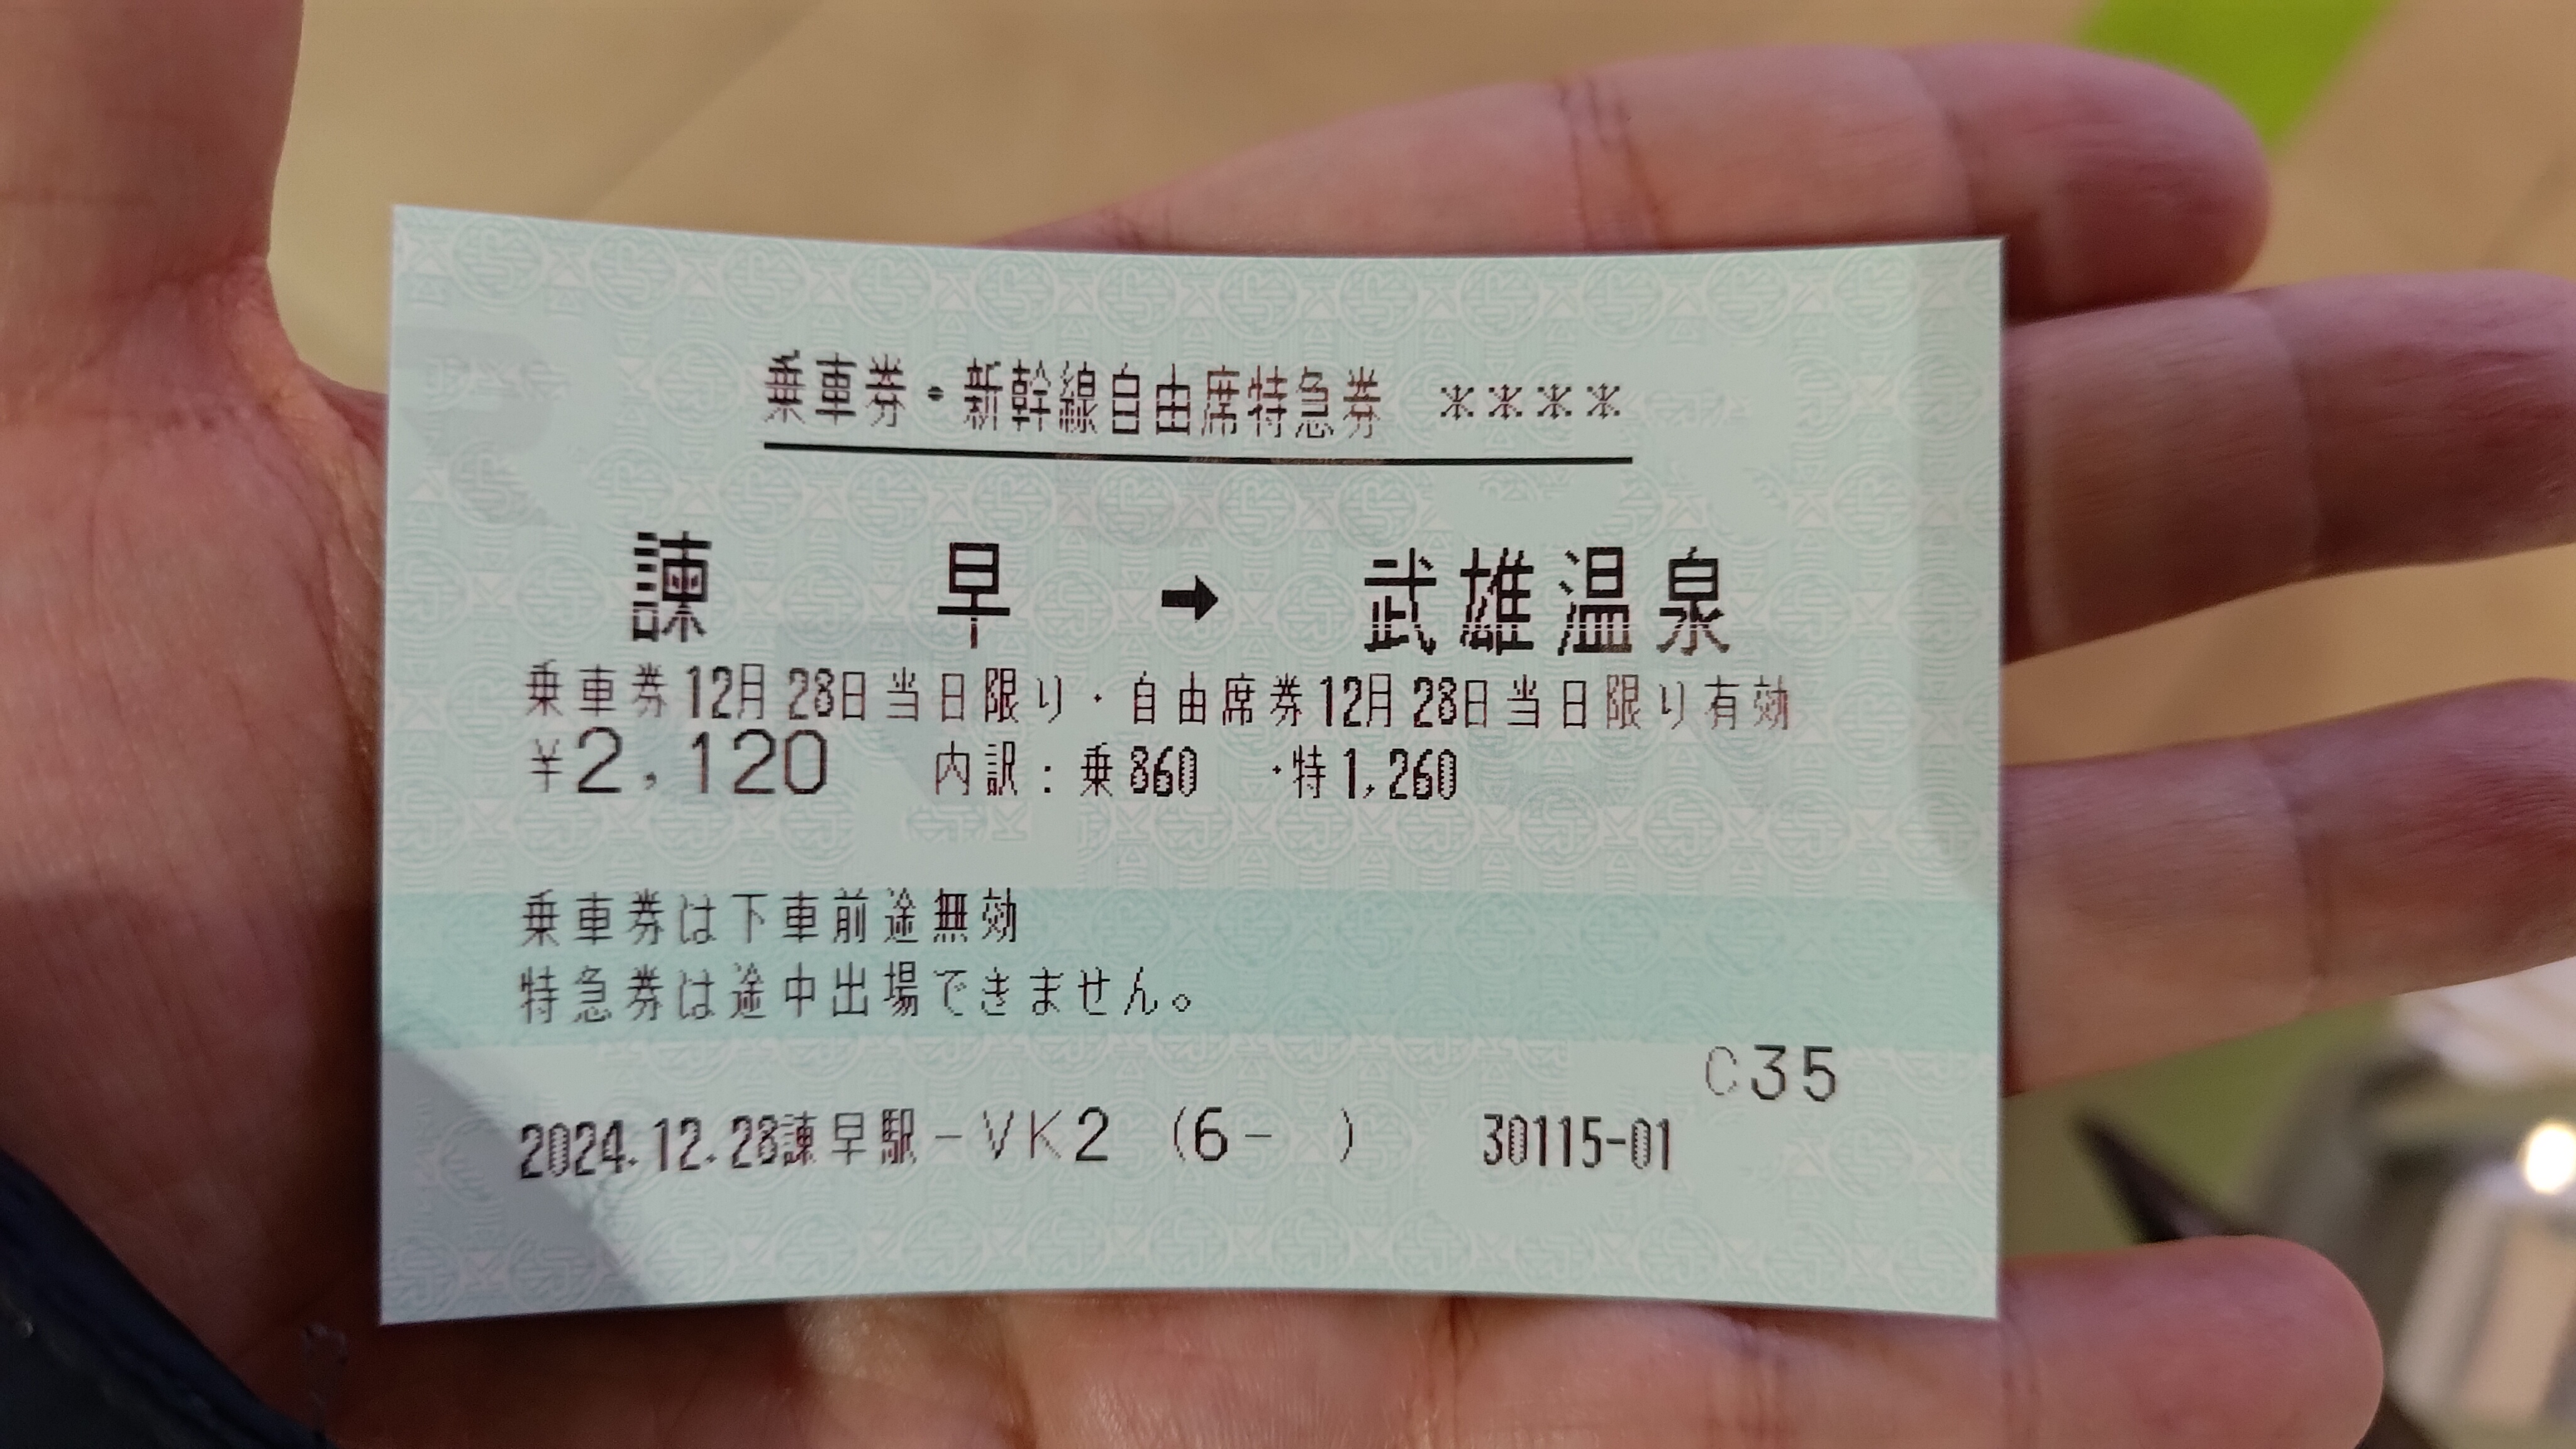 乗車券・新幹線自由席特急券 ****
諫早➡武雄温泉
乗車券12月28日当日限り・自由席券12月28日当日限り有効
¥2,120 内訳：乗860 ・特1,260
乗車券は下車前途無効
特急券は途中出場できません。
C35
2024.12.28諫早駅-VK2 (6- ) 30115-01